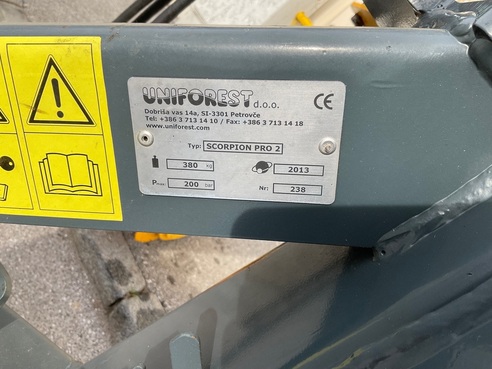 UNIFOREST d.o.o.
CE
Dobriša vas 14a, SI-3301 Petrovče
Tel: +386 3 713 14 10 / Fax: +386 3 713 14 18
www.uniforest.com
Typ: SCORPION PRO 2
380 kg
2013
Pmax 200 bar
Nr: 238